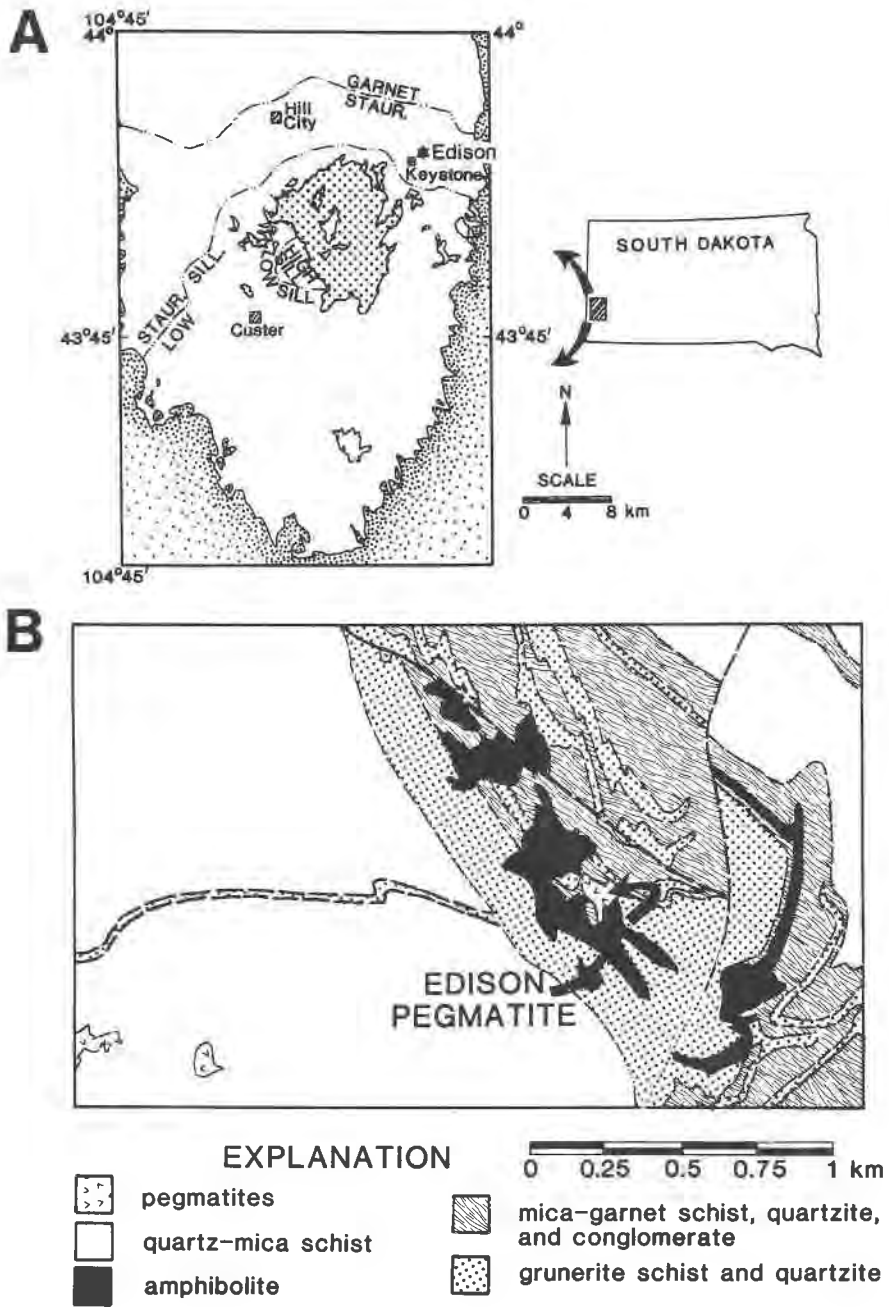 A
104°45'
44°
44°
GARNET
STAUR.
Hill
City
Edison
Keystone
HIGH
SILL
LOW SILL
STAUR. SILL.
LOW
Custer
43°45'
43°45'
104°45'
SOUTH DAKOTA
N
SCALE
0 4 8 km
B
EDISON
PEGMATITE
EXPLANATION
0 0.25 0.5 0.75 1 km
pegmatites
quartz-mica schist
amphibolite
mica-garnet schist, quartzite,
and conglomerate
grunerite schist and quartzite